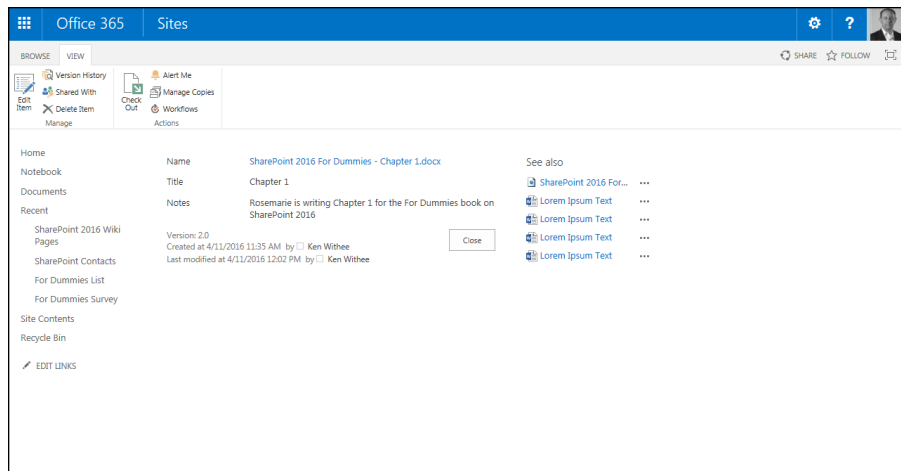 Office 365 Sites ?
BROWSE VIEW SHARE FOLLOW
Edit Item
Version History
Shared With
Delete Item
Manage
Check Out
Alert Me
Manage Copies
Workflows
Actions
Home
Notebook
Documents
Recent
SharePoint 2016 Wiki
Pages
SharePoint Contacts
For Dummies List
For Dummies Survey
Site Contents
Recycle Bin
EDIT LINKS
Name SharePoint 2016 For Dummies - Chapter 1.docx
Title Chapter 1
Notes Rosemarie is writing Chapter 1 for the For Dummies book on
SharePoint 2016
Version: 2.0
Created at 4/11/2016 11:35 AM by Ken Withee
Last modified at 4/11/2016 12:02 PM by Ken Withee
Close
See also
SharePoint 2016 For... ...
Lorem Ipsum Text ...
Lorem Ipsum Text ...
Lorem Ipsum Text ...
Lorem Ipsum Text ...